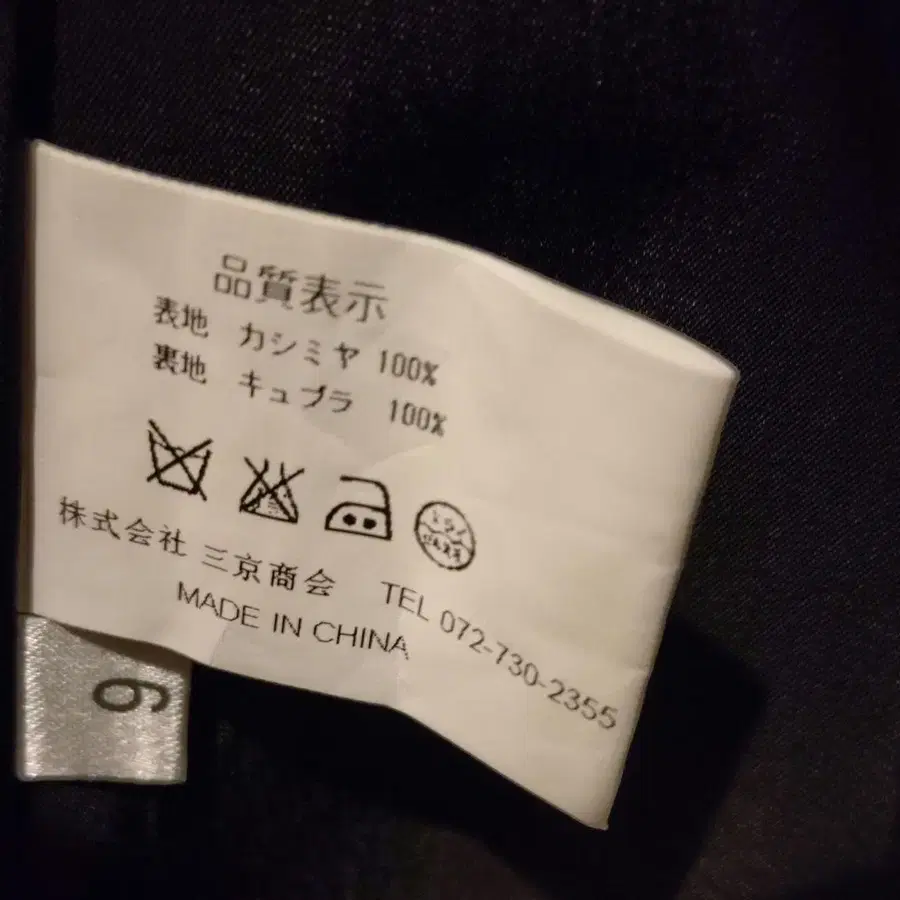 品質表示
表地 カシミヤ 100%
裏地 キュプラ 100%
株式会社 三京商会 TEL 072-730-2355
MADE IN CHINA
9